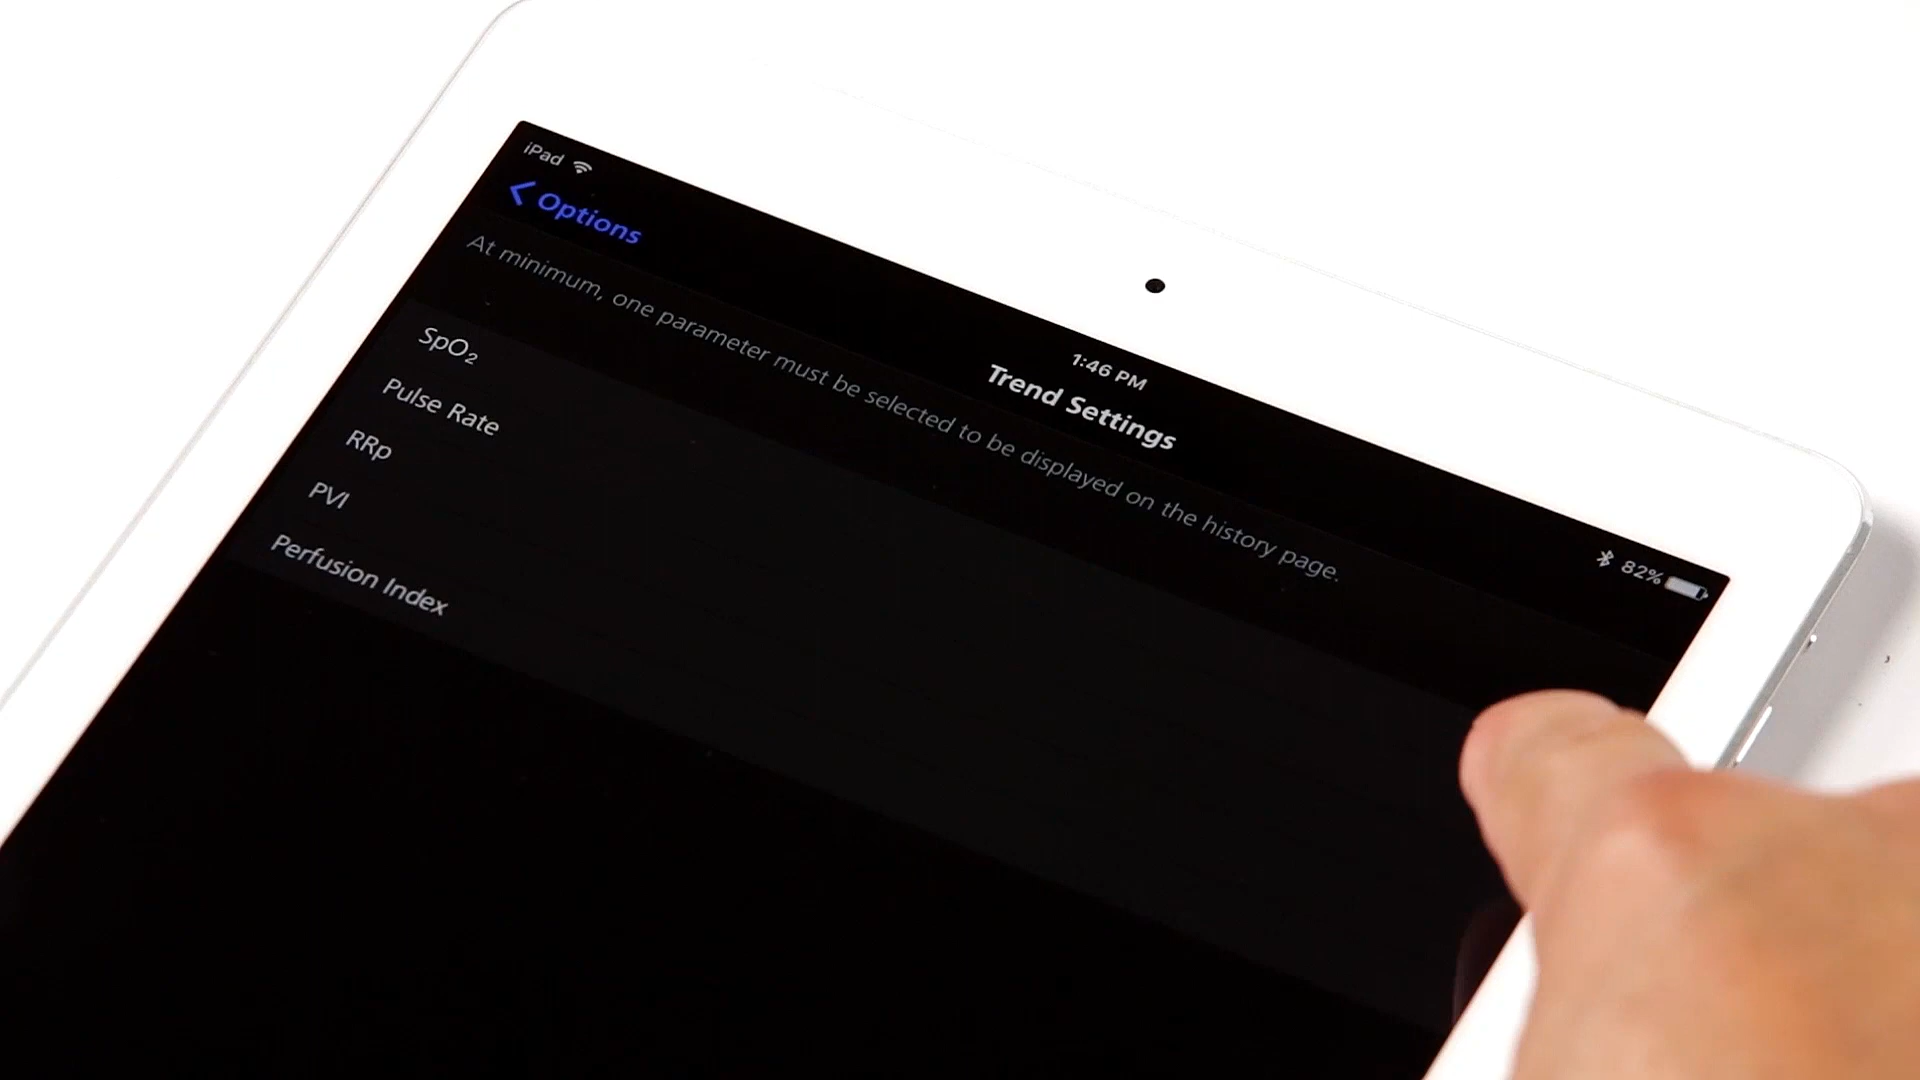 iPad
1:46 PM
82%
Options
Trend Settings
At minimum, one parameter must be selected to be displayed on the history page.
SpO₂
Pulse Rate
RRp
PVI
Perfusion Index